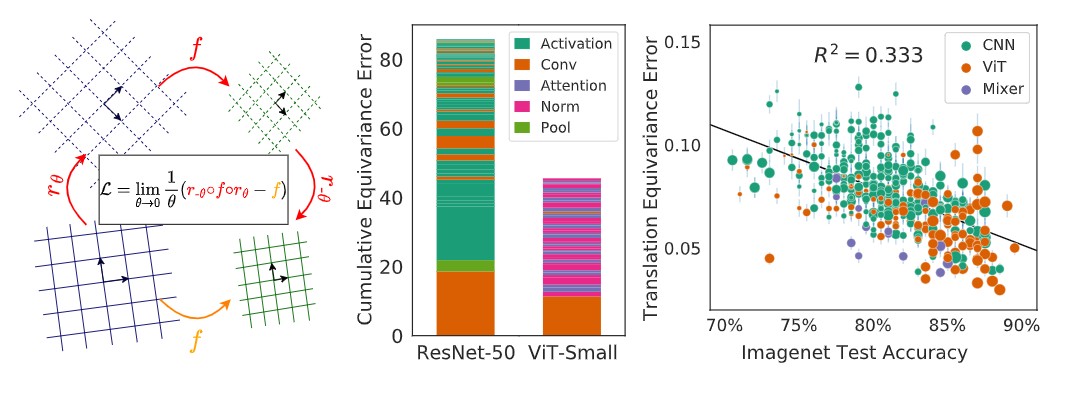 f
r_θ
ℒ = lim_{θ→0} 1/θ (r_{-θ}∘f∘r_θ − f)
r_{-θ}
f
Cumulative Equivariance Error
80
60
40
20
0
Activation
Conv
Attention
Norm
Pool
ResNet-50 ViT-Small
Translation Equivariance Error
0.15
0.10
0.05
R² = 0.333
CNN
ViT
Mixer
70% 75% 80% 85% 90%
Imagenet Test Accuracy